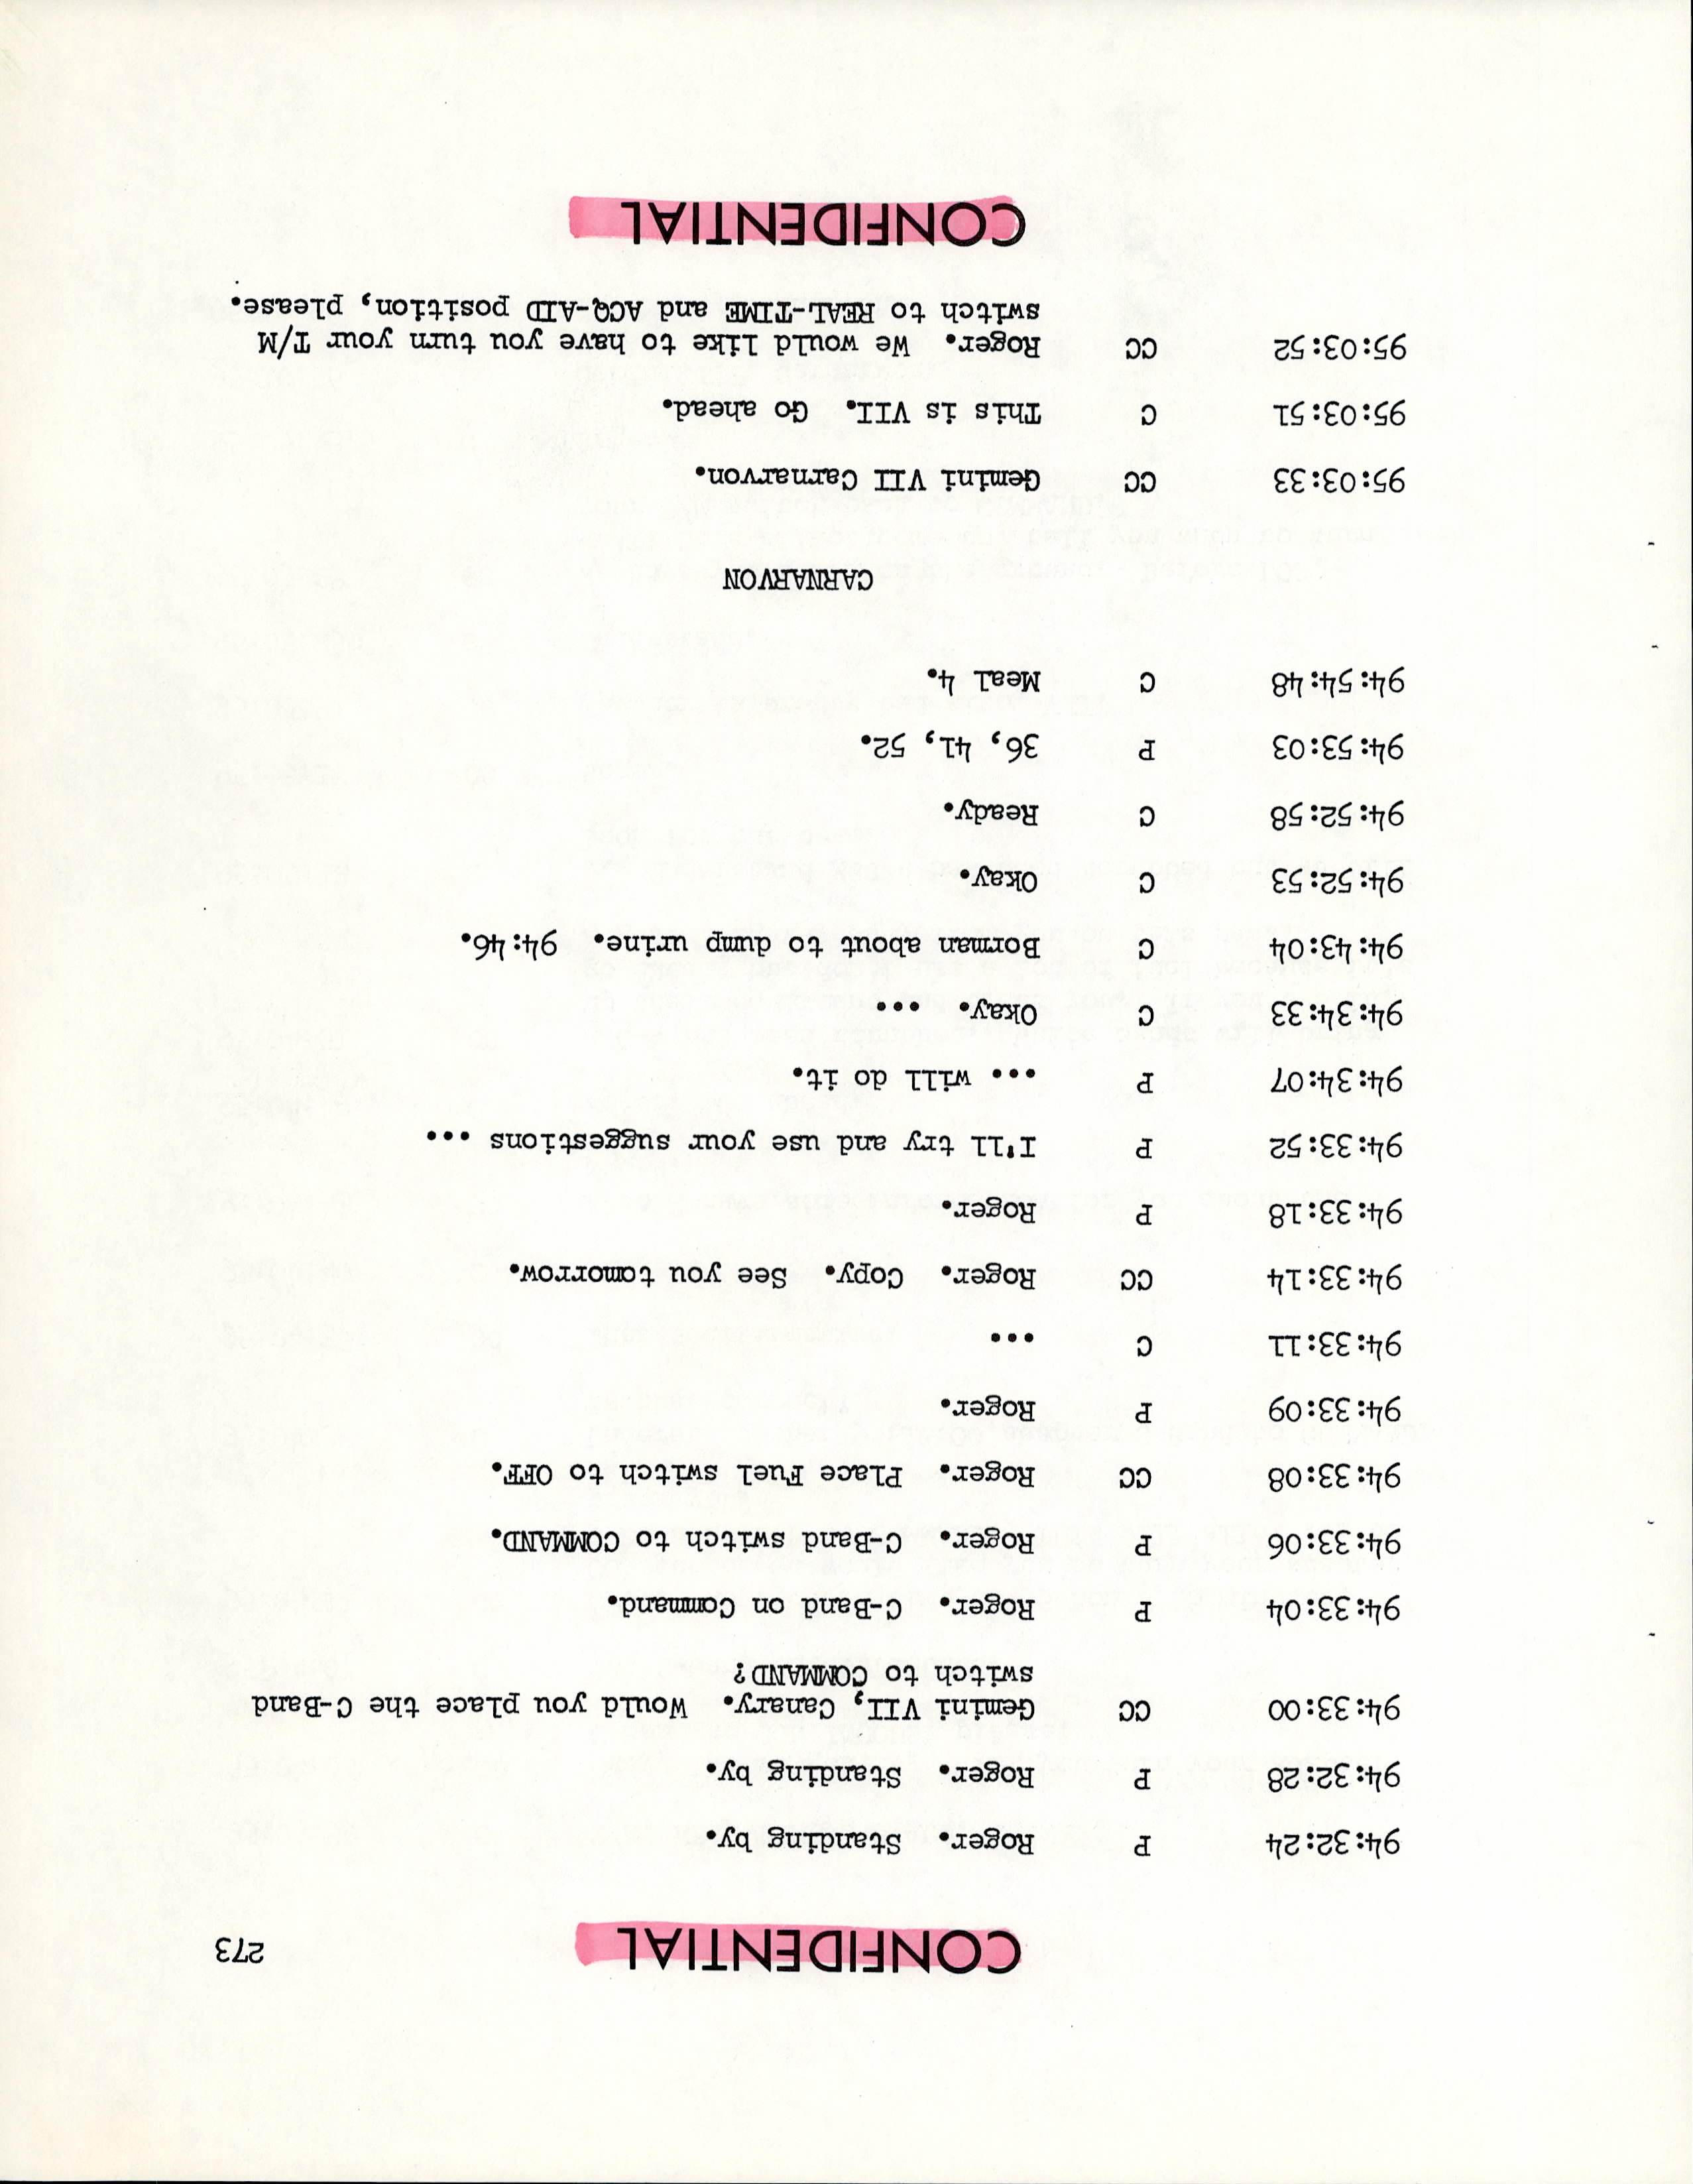 CONFIDENTIAL 273
94:32:24 P Roger. Standing by.
94:32:28 P Roger. Standing by.
94:33:00 CC Gemini VII, Canary. Would you place the C-Band
switch to COMMAND?
94:33:04 P Roger. C-Band on Command.
94:33:06 P Roger. C-Band switch to COMMAND.
94:33:08 CC Roger. Place Fuel switch to OFF.
94:33:09 P Roger.
94:33:11 C ...
94:33:14 CC Roger. Copy. See you tomorrow.
94:33:18 P Roger.
94:33:52 P I'll try and use your suggestions ...
94:34:07 P ... will do it.
94:34:33 C Okay. ...
94:43:04 C Borman about to dump urine. 94:46.
94:52:53 C Okay.
94:52:58 C Ready.
94:53:03 P 36, 41, 52.
94:54:48 C Meal 4.
CARNARVON
95:03:33 CC Gemini VII Carnarvon.
95:03:51 C This is VII. Go ahead.
95:03:52 CC Roger. We would like to have you turn your T/M
switch to REAL-TIME and ACQ-AID position, please.
CONFIDENTIAL